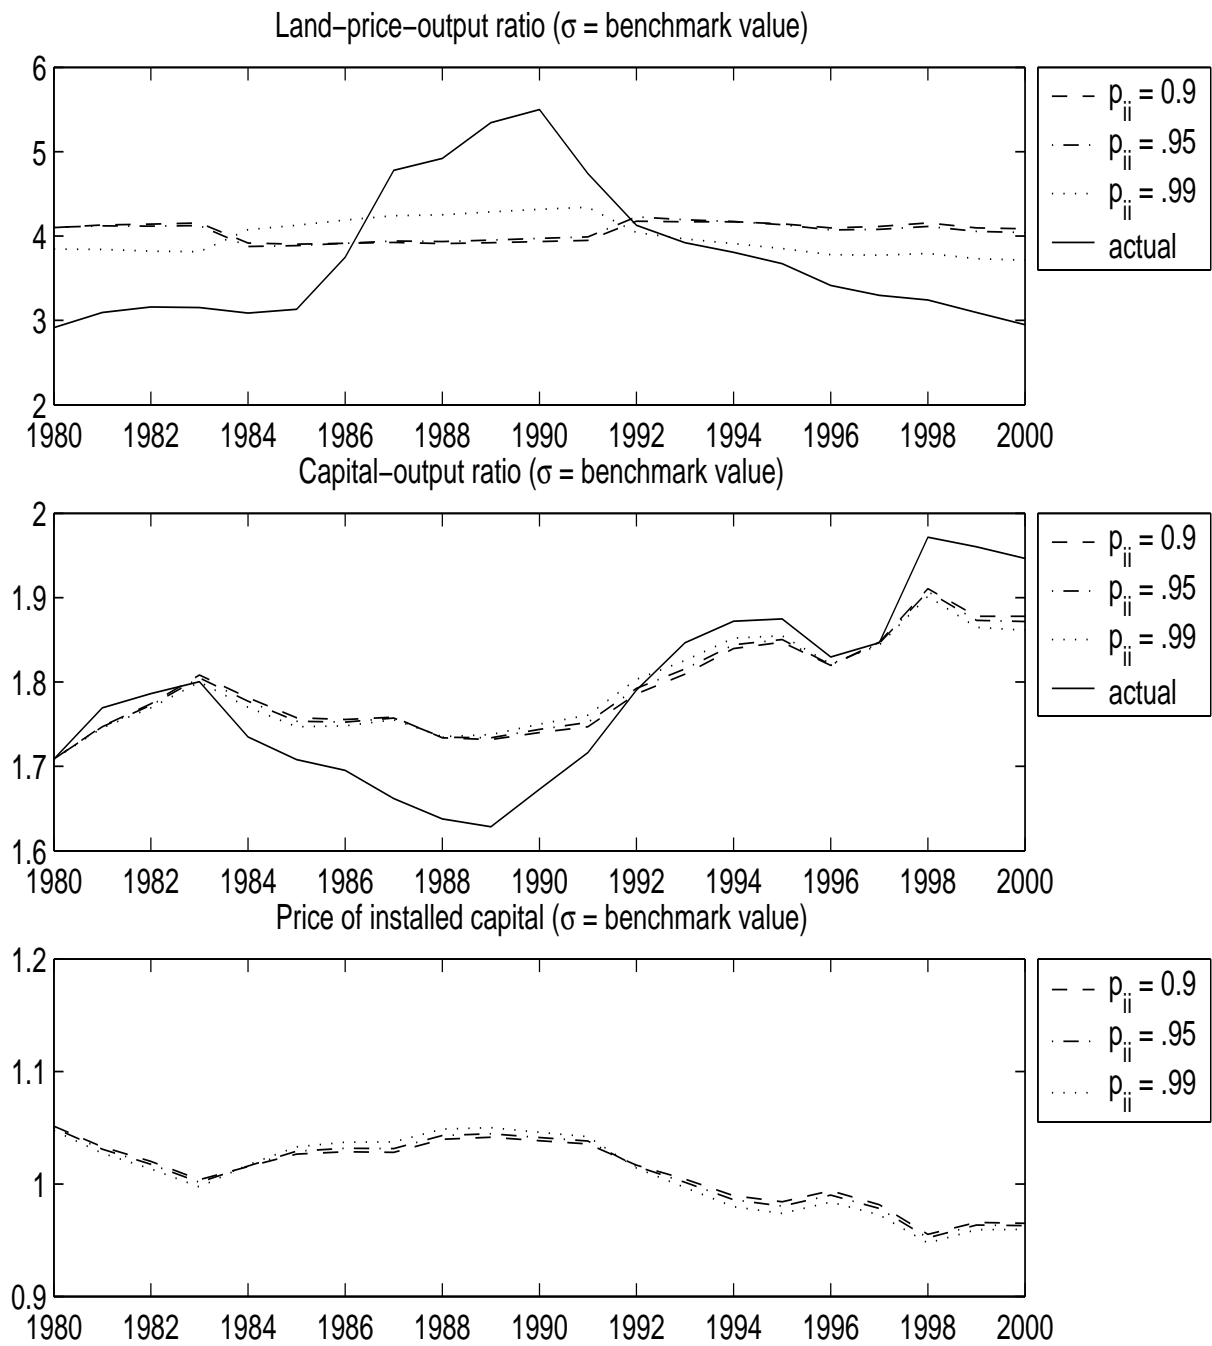 Land−price−output ratio (σ = benchmark value)
6
5
4
3
2
1980 1982 1984 1986 1988 1990 1992 1994 1996 1998 2000
p_ii = 0.9
p_ii = .95
p_ii = .99
actual
Capital−output ratio (σ = benchmark value)
2
1.9
1.8
1.7
1.6
1980 1982 1984 1986 1988 1990 1992 1994 1996 1998 2000
p_ii = 0.9
p_ii = .95
p_ii = .99
actual
Price of installed capital (σ = benchmark value)
1.2
1.1
1
0.9
1980 1982 1984 1986 1988 1990 1992 1994 1996 1998 2000
p_ii = 0.9
p_ii = .95
p_ii = .99